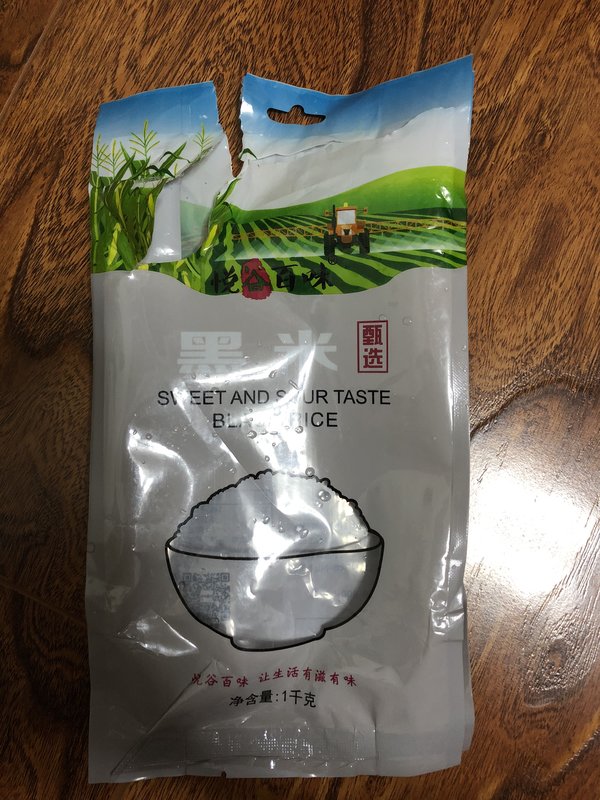 悦谷百味
黑米
甄选
SWEET AND SOUR TASTE
BLACK RICE
悦谷百味 让生活有滋有味
净含量:1千克